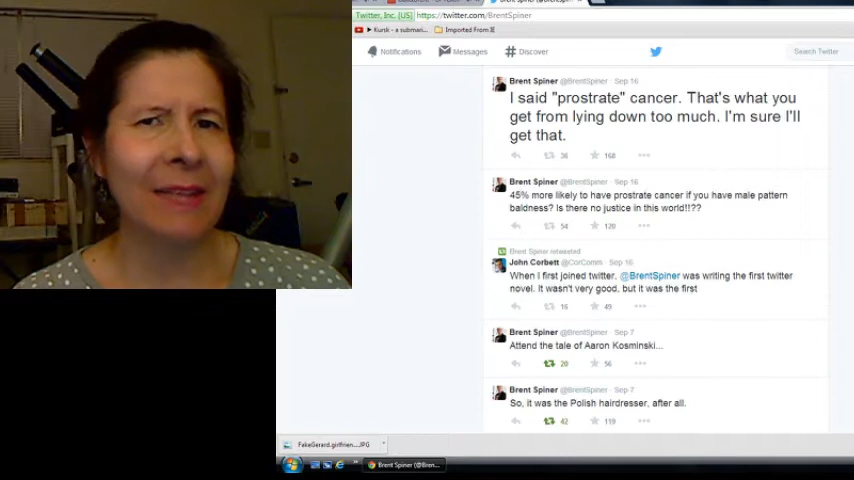 Brent Spiner (@BrentSpin...
Twitter, Inc. [US] https://twitter.com/BrentSpiner
Kursk - a submari... Imported From IE
Notifications Messages # Discover Search Twitter
Brent Spiner @BrentSpiner · Sep 16
I said "prostrate" cancer. That's what you
get from lying down too much. I'm sure I'll
get that.
36 168
Brent Spiner @BrentSpiner · Sep 16
45% more likely to have prostrate cancer if you have male pattern
baldness? Is there no justice in this world!!??
54 120
Brent Spiner retweeted
John Corbett @CorComm · Sep 16
When I first joined twitter, @BrentSpiner was writing the first twitter
novel. It wasn't very good, but it was the first
16 49
Brent Spiner @BrentSpiner · Sep 7
Attend the tale of Aaron Kosminski...
20 56
Brent Spiner @BrentSpiner · Sep 7
So, it was the Polish hairdresser, after all.
42 119
FakeGerard.girlfrien....JPG
Brent Spiner (@Bren...